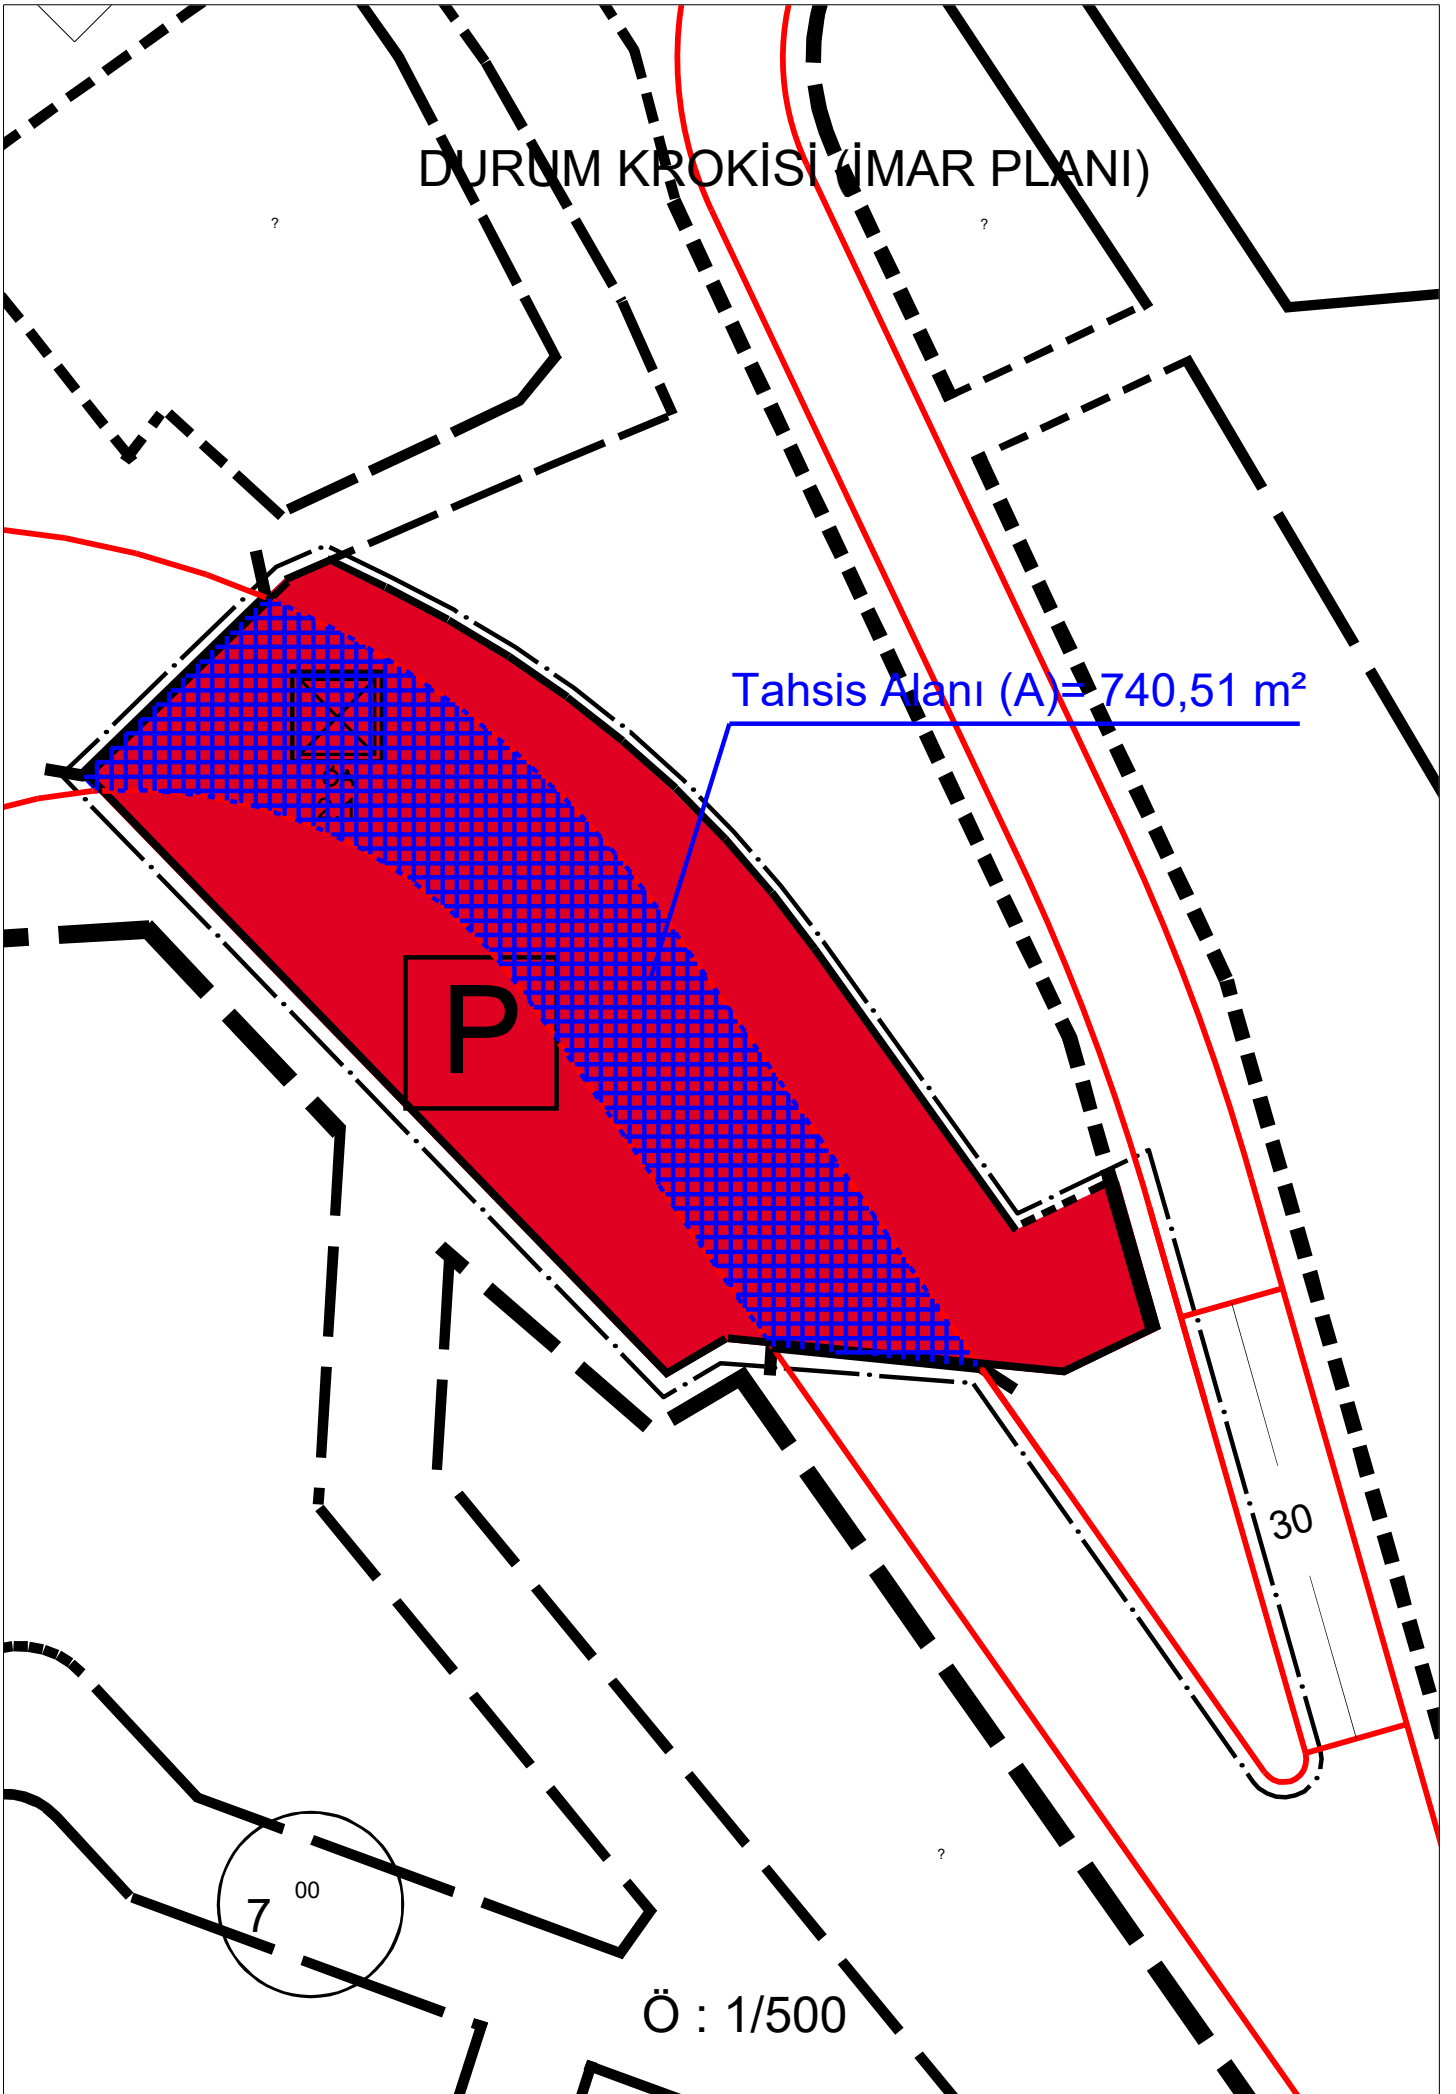 DURUM KROKİSİ (İMAR PLANI)
?
?
Tahsis Alanı (A)= 740,51 m²
P
30
?
7 00
Ö : 1/500